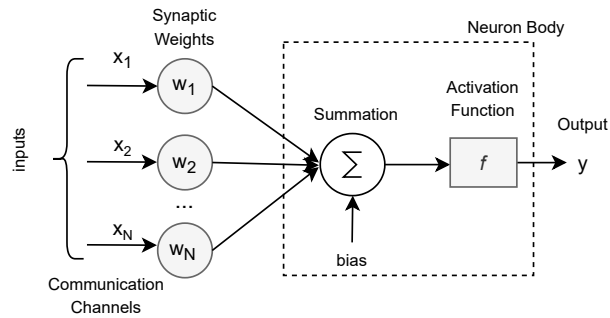 Synaptic
Weights
Neuron Body
x1
w1
Summation
Activation
Function
Output
inputs
x2
w2
∑
f
y
...
xN
wN
bias
Communication
Channels